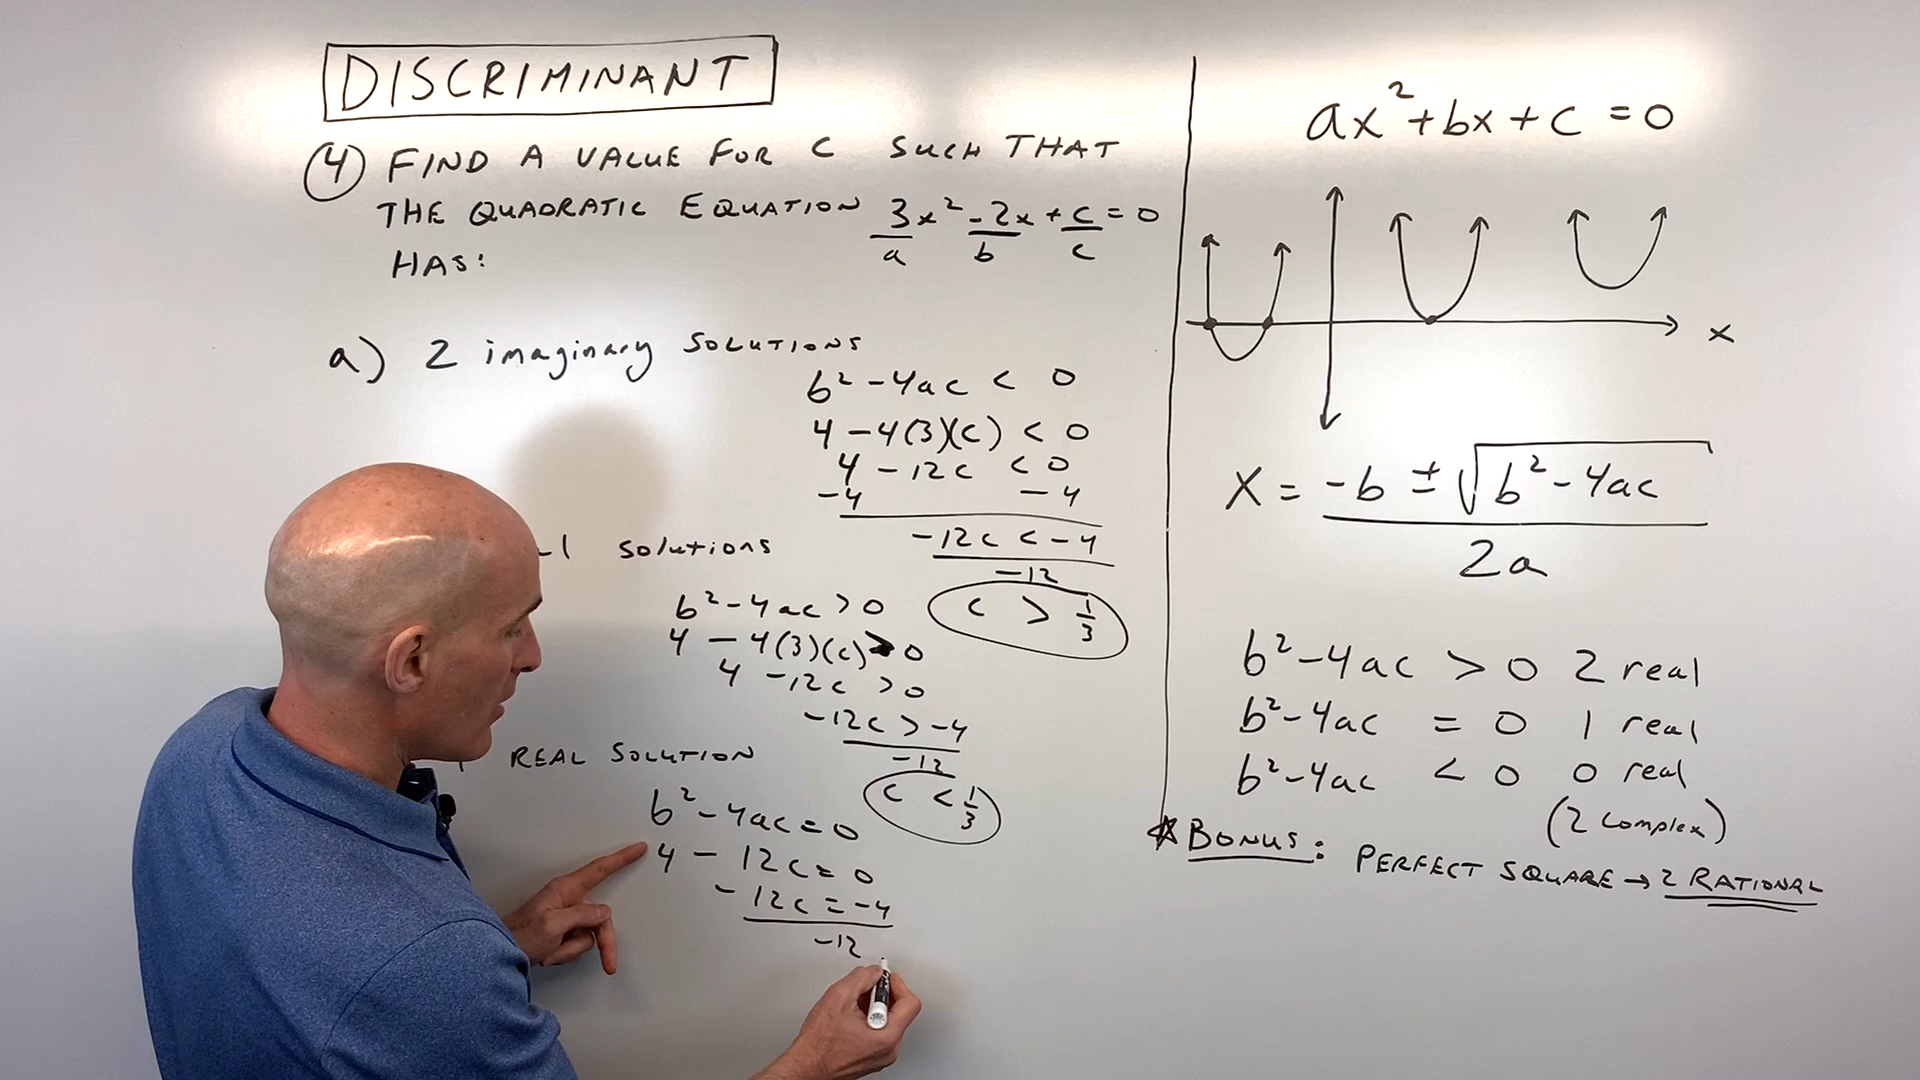 DISCRIMINANT
④ FIND A VALUE FOR C SUCH THAT
THE QUADRATIC EQUATION 3x² - 2x + c = 0
a b c
HAS:
a) 2 imaginary SOLUTIONS
b² - 4ac < 0
4 - 4(3)(c) < 0
4 - 12c < 0
-4 -4
-12c < -4
-12
c > 1/3
solutions
b² - 4ac > 0
4 - 4(3)(c) > 0
4 - 12c > 0
-12c > -4
-12
c < 1/3
REAL SOLUTION
b² - 4ac = 0
4 - 12c = 0
-12c = -4
-12
ax² + bx + c = 0
x
x = -b ± √b² - 4ac
2a
b² - 4ac > 0 2 real
b² - 4ac = 0 1 real
b² - 4ac < 0 0 real
(2 complex)
☆ BONUS: PERFECT SQUARE → 2 RATIONAL